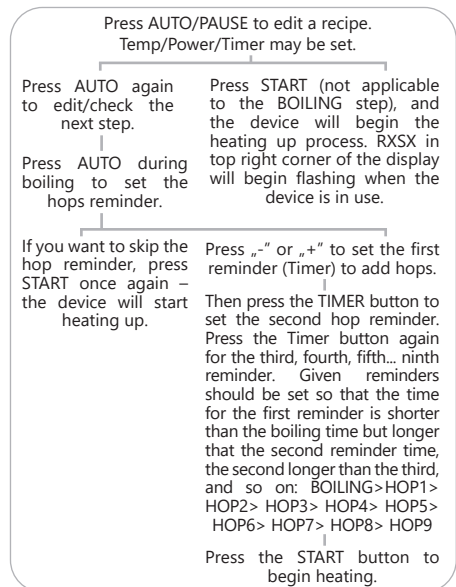 Press AUTO/PAUSE to edit a recipe.
Temp/Power/Timer may be set.
Press AUTO again
to edit/check the
next step.
Press AUTO during
boiling to set the
hops reminder.
Press START (not applicable
to the BOILING step), and
the device will begin the
heating up process. RXSX in
top right corner of the display
will begin flashing when the
device is in use.
If you want to skip the
hop reminder, press
START once again –
the device will start
heating up.
Press „-” or „+” to set the first
reminder (Timer) to add hops.
Then press the TIMER button to
set the second hop reminder.
Press the Timer button again
for the third, fourth, fifth... ninth
reminder. Given reminders
should be set so that the time
for the first reminder is shorter
than the boiling time but longer
that the second reminder time,
the second longer than the third,
and so on: BOILING>HOP1>
HOP2> HOP3> HOP4> HOP5>
HOP6> HOP7> HOP8> HOP9
Press the START button to
begin heating.